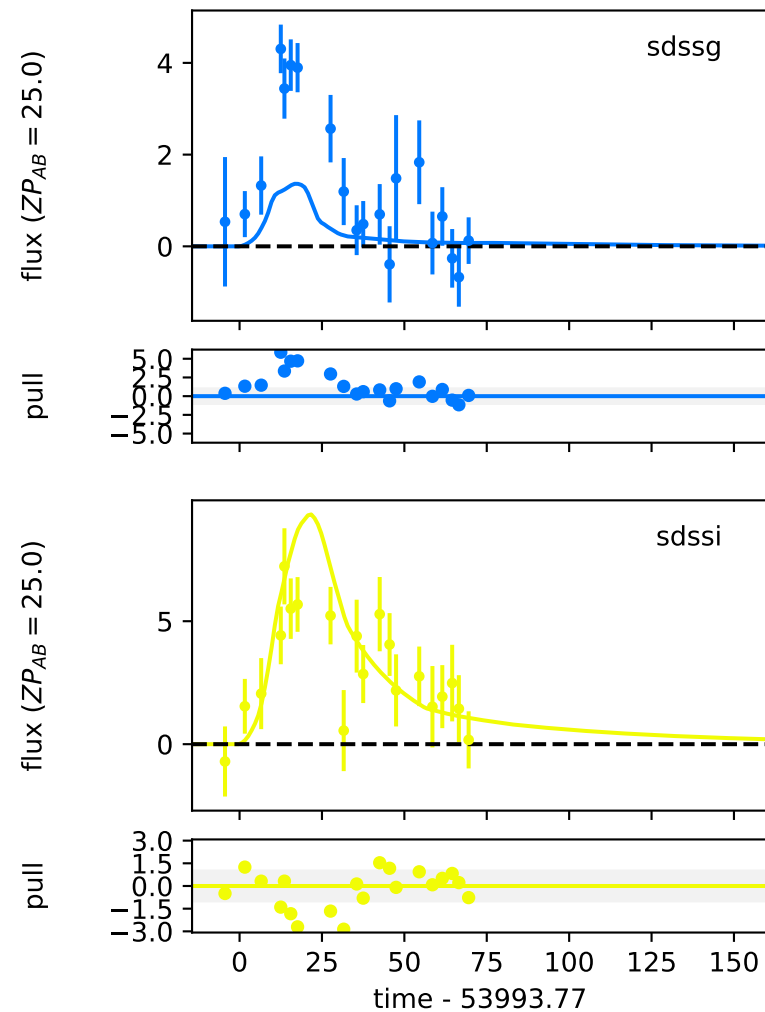 sdssg
flux (ZP_AB = 25.0)
4
2
0
pull
5.0
2.5
0.0
−2.5
−5.0
sdssi
flux (ZP_AB = 25.0)
5
0
pull
3.0
1.5
0.0
−1.5
−3.0
0 25 50 75 100 125 150
time - 53993.77